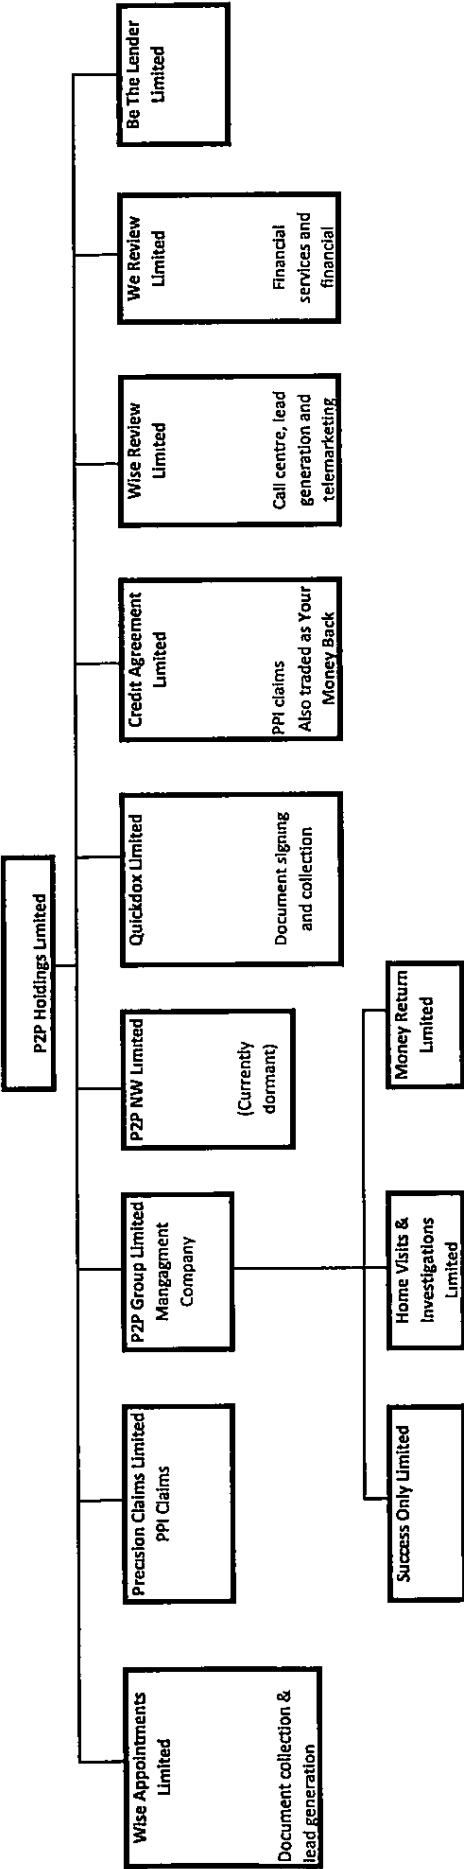 P2P Holdings Limited
Wise Appointments
Limited
Document collection &
lead generation
Precision Claims Limited
PPI Claims
P2P Group Limited
Mangagment
Company
P2P NW Limited
(Currently
dormant)
Quickdox Limited
Document signing
and collection
Credit Agreement
Limited
PPI claims
Also traded as Your
Money Back
Wise Review
Limited
Call centre, lead
generation and
telemarketing
We Review
Limited
Financial
services and
financial
Be The Lender
Limited
Success Only Limited
Home Visits &
Investigations
Limited
Money Return
Limited